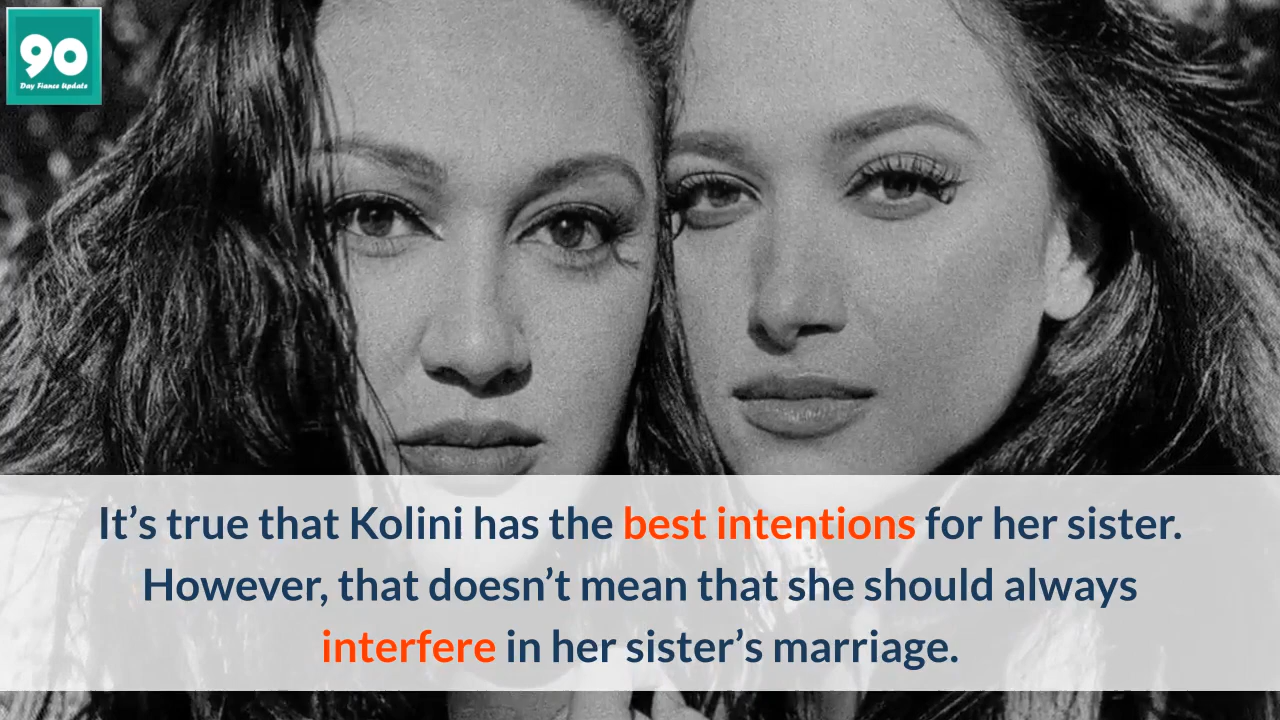 90
Day Fiance Update
It’s true that Kolini has the best intentions for her sister.
However, that doesn’t mean that she should always
interfere in her sister’s marriage.